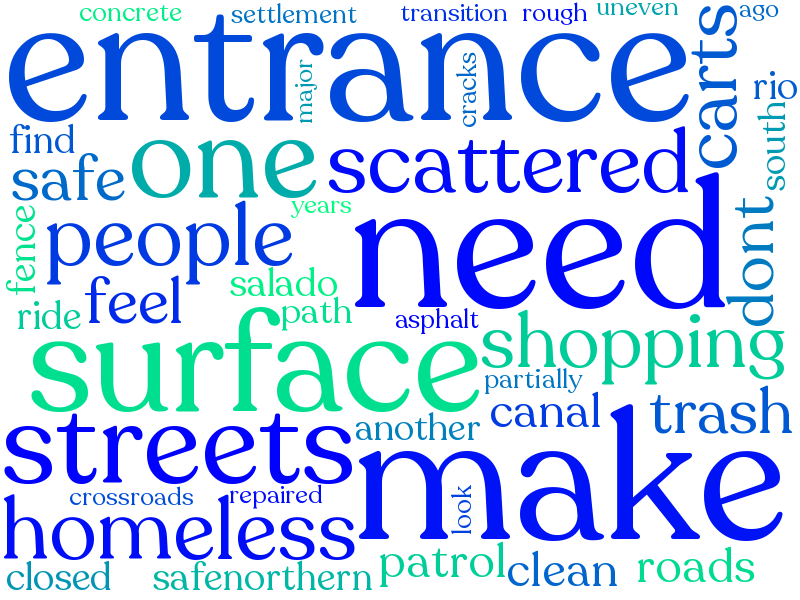 concrete
settlement
transition
rough
uneven
ago
entrance
major
cracks
carts
rio
find
south
safe
one
scattered
people
years
need
fence
dont
feel
salado
ride
path
asphalt
surface
shopping
partially
canal
trash
streets
another
make
crossroads
repaired
look
homeless
patrol
closed
safenorthern
clean
roads